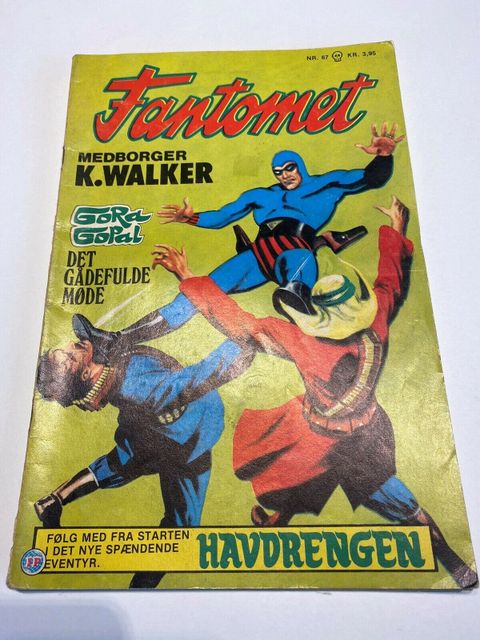 NR. 67 KR. 3,95
Fantomet
MEDBORGER
K.WALKER
GORA
GOPAL
DET
GÅDEFULDE
MØDE
FØLG MED FRA STARTEN
I DET NYE SPÆNDENDE
EVENTYR.
HAVDRENGEN
PP